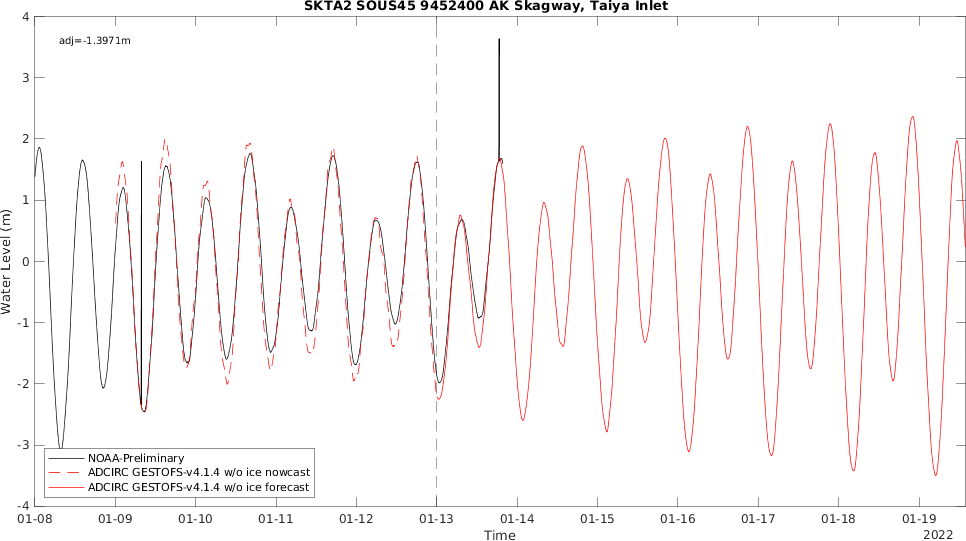 SKTA2 SOUS45 9452400 AK Skagway, Taiya Inlet
adj=-1.3971m
4
3
2
1
0
-1
-2
-3
-4
Water Level (m)
NOAA-Preliminary
ADCIRC GESTOFS-v4.1.4 w/o ice nowcast
ADCIRC GESTOFS-v4.1.4 w/o ice forecast
01-08 01-09 01-10 01-11 01-12 01-13 01-14 01-15 01-16 01-17 01-18 01-19
Time
2022